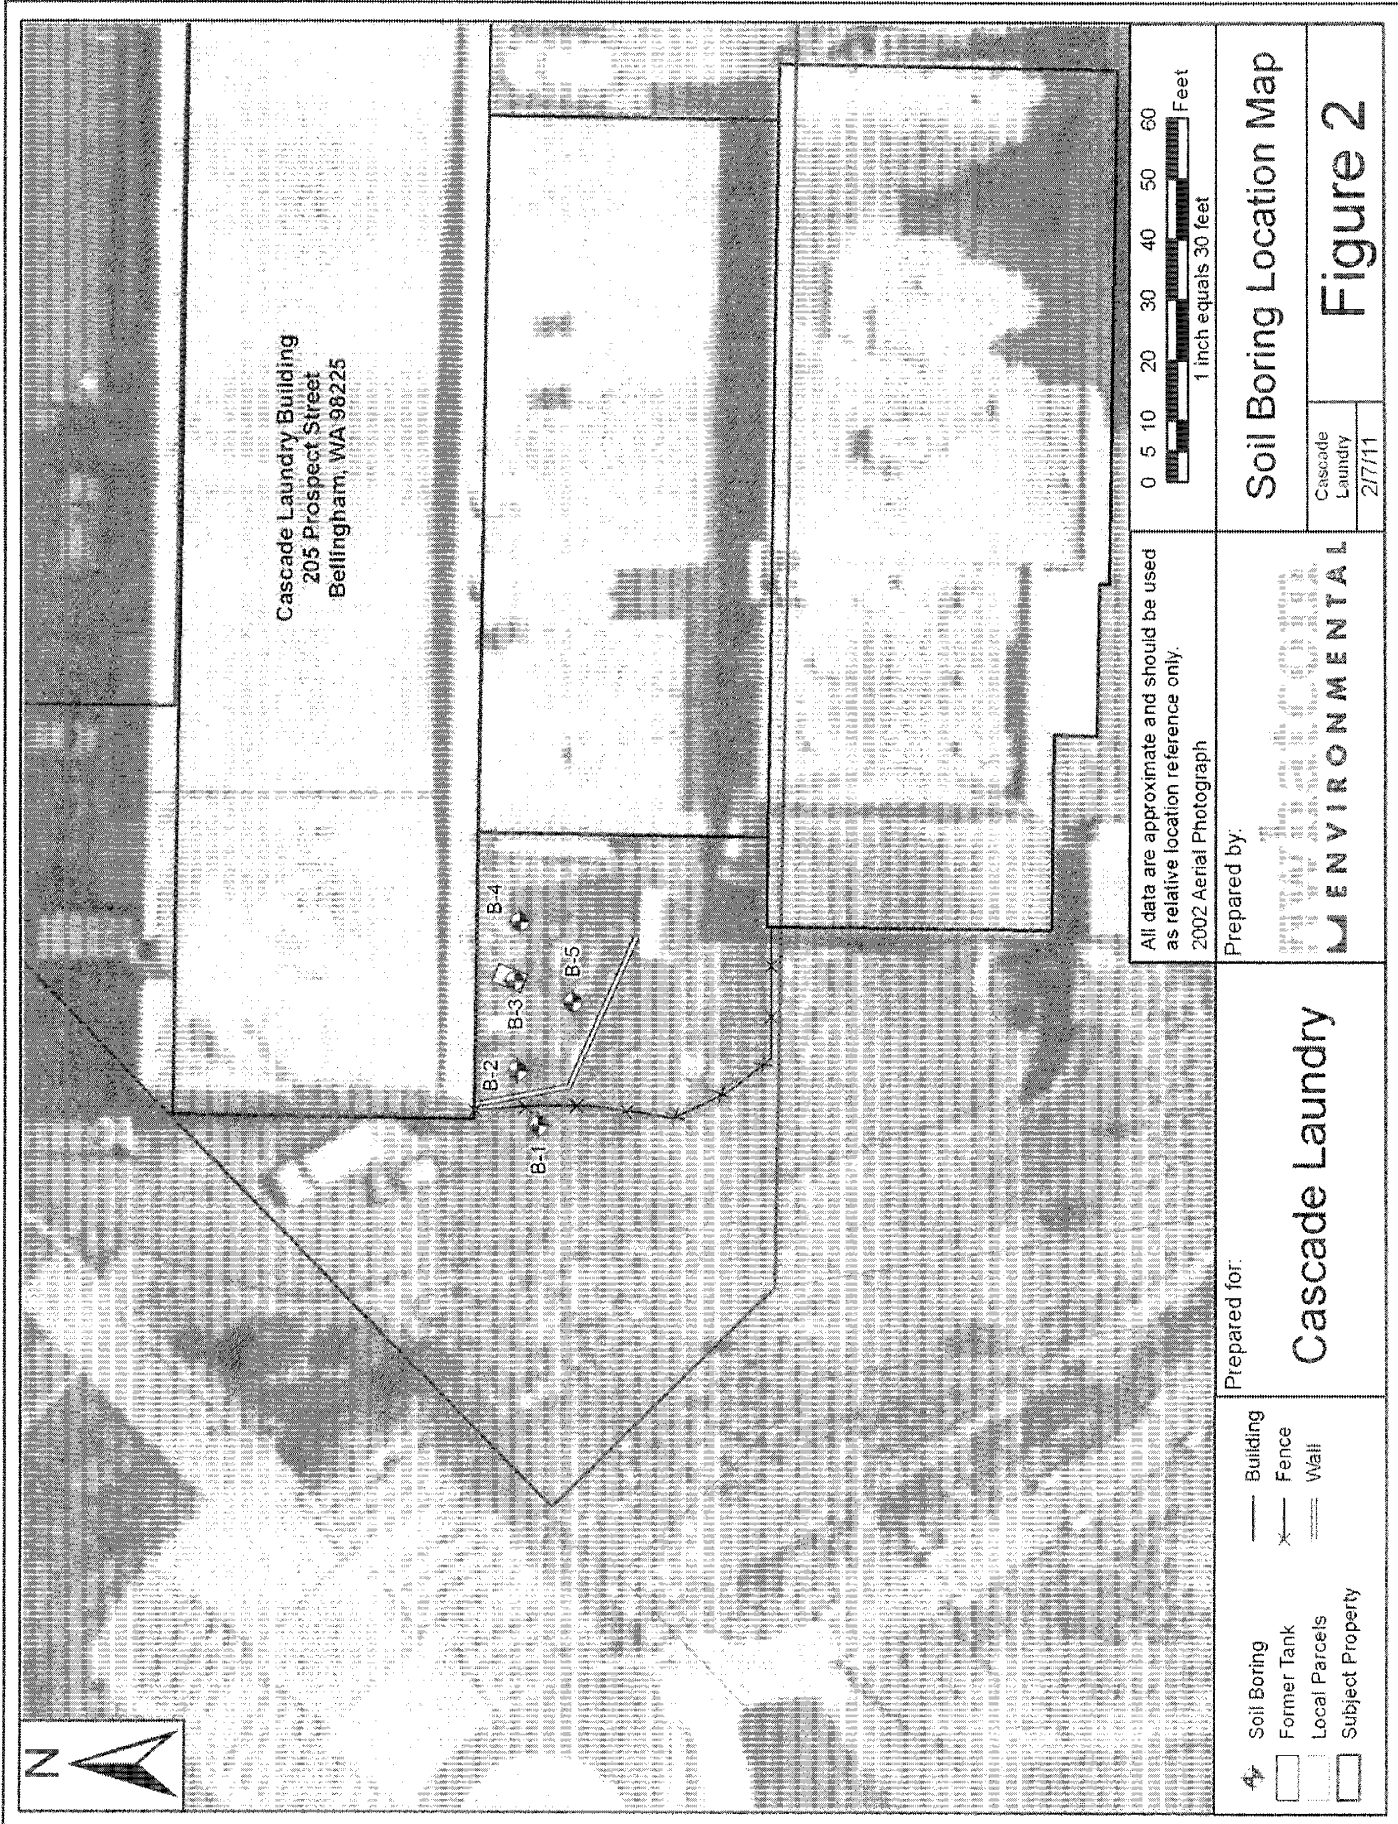 N
Cascade Laundry Building
205 Prospect Street
Bellingham, WA 98225
B-1
B-2
B-3
B-4
B-5
Soil Boring
Former Tank
Local Parcels
Subject Property
Building
Fence
Wall
Prepared for:
Cascade Laundry
All data are approximate and should be used
as relative location reference only.
2002 Aerial Photograph
Prepared by:
ENVIRONMENTAL
0 5 10 20 30 40 50 60
Feet
1 inch equals 30 feet
Soil Boring Location Map
Cascade
Laundry
2/7/11
Figure 2